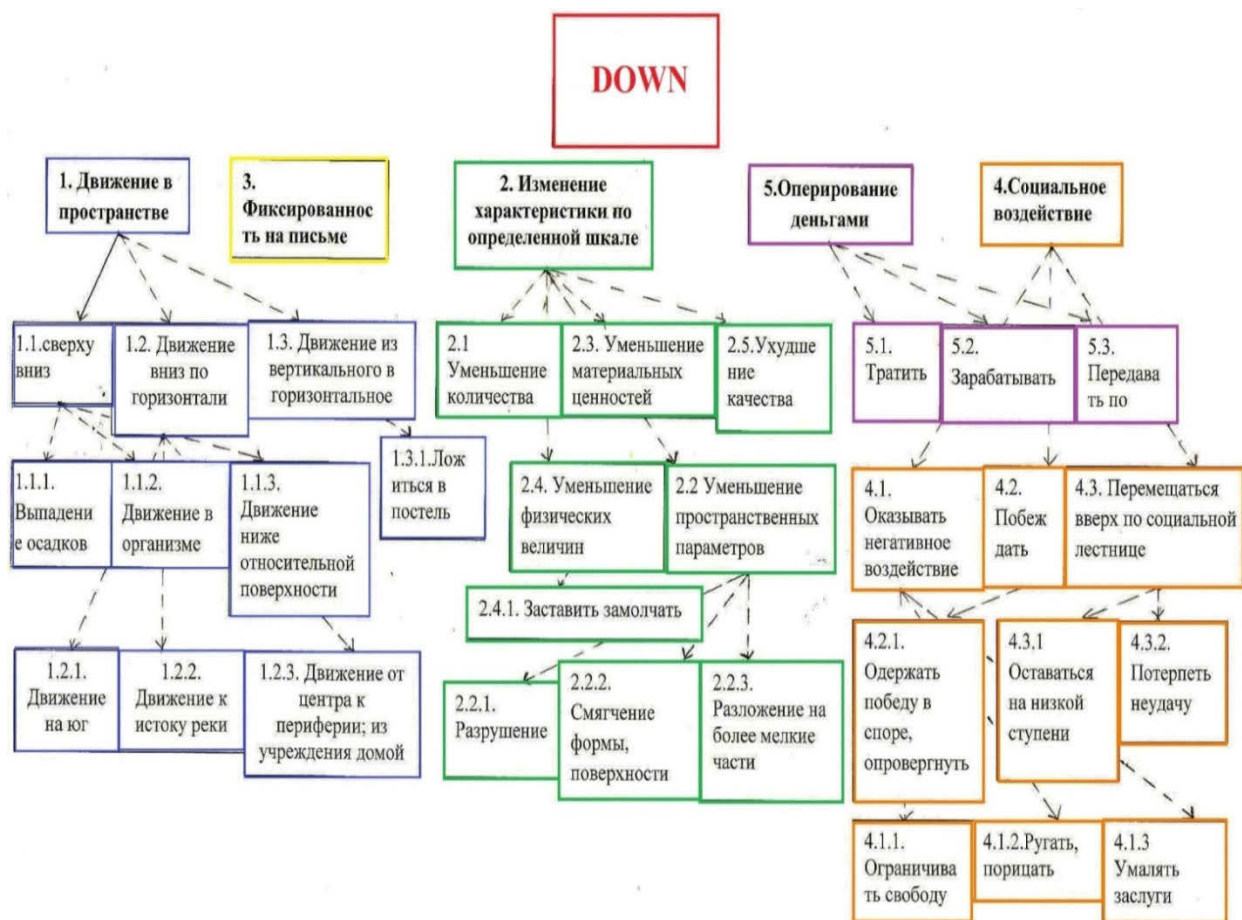 DOWN
1. Движение в
пространстве
3.
Фиксированнос
ть на письме
2. Изменение
характеристики по
определенной шкале
5.Оперирование
деньгами
4.Социальное
воздействие
1.1.сверху
вниз
1.2. Движение
вниз по
горизонтали
1.3. Движение из
вертикального в
горизонтальное
2.1
Уменьшение
количества
2.3. Уменьшение
материальных
ценностей
2.5.Ухудше
ние
качества
5.1.
Тратить
5.2.
Зарабатывать
5.3.
Передава
ть по
1.1.1.
Выпадени
е осадков
1.1.2.
Движение в
организме
1.1.3.
Движение
ниже
относительной
поверхности
1.3.1.Лож
иться в
постель
2.4. Уменьшение
физических
величин
2.2 Уменьшение
пространственных
параметров
4.1.
Оказывать
негативное
воздействие
4.2.
Побеж
дать
4.3. Перемещаться
вверх по социальной
лестнице
2.4.1. Заставить замолчать
1.2.1.
Движение
на юг
1.2.2.
Движение к
истоку реки
1.2.3. Движение от
центра к
периферии; из
учреждения домой
2.2.1.
Разрушение
2.2.2.
Смягчение
формы,
поверхности
2.2.3.
Разложение на
более мелкие
части
4.2.1.
Одержать
победу в
споре,
опровергнуть
4.3.1
Оставаться
на низкой
ступени
4.3.2.
Потерпеть
неудачу
4.1.1.
Ограничива
ть свободу
4.1.2.Ругать,
порицать
4.1.3
Умалять
заслуги